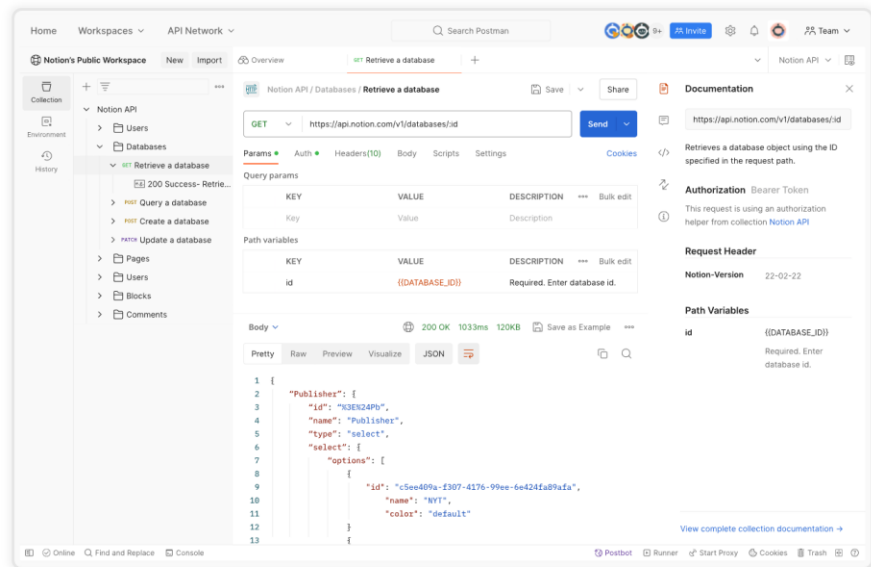 Home Workspaces API Network Search Postman 9+ Invite Team
Notion's Public Workspace New Import Overview GET Retrieve a database Notion API
Collection
Environment
History
Notion API
Users
Databases
GET Retrieve a database
200 Success- Retrie...
POST Query a database
POST Create a database
PATCH Update a database
Pages
Users
Blocks
Comments
Notion API / Databases / Retrieve a database Save Share
GET https://api.notion.com/v1/databases/:id Send
Params Auth Headers(10) Body Scripts Settings Cookies
Query params
KEY VALUE DESCRIPTION Bulk edit
Key Value Description
Path variables
KEY VALUE DESCRIPTION Bulk edit
id {{DATABASE_ID}} Required. Enter database id.
Body 200 OK 1033ms 120KB Save as Example
Pretty Raw Preview Visualize JSON
1 {
2 "Publisher": {
3 "id": "%3E%24Pb",
4 "name": "Publisher",
5 "type": "select",
6 "select": {
7 "options": [
8 {
9 "id": "c5ee409a-f307-4176-99ee-6e424fa89afa",
10 "name": "NYT",
11 "color": "default"
12 }
13 {
Documentation
https://api.notion.com/v1/databases/:id
Retrieves a database object using the ID
specified in the request path.
Authorization Bearer Token
This request is using an authorization
helper from collection Notion API
Request Header
Notion-Version 22-02-22
Path Variables
id {{DATABASE_ID}}
Required. Enter
database id.
View complete collection documentation →
Online Find and Replace Console Postbot Runner Start Proxy Cookies Trash